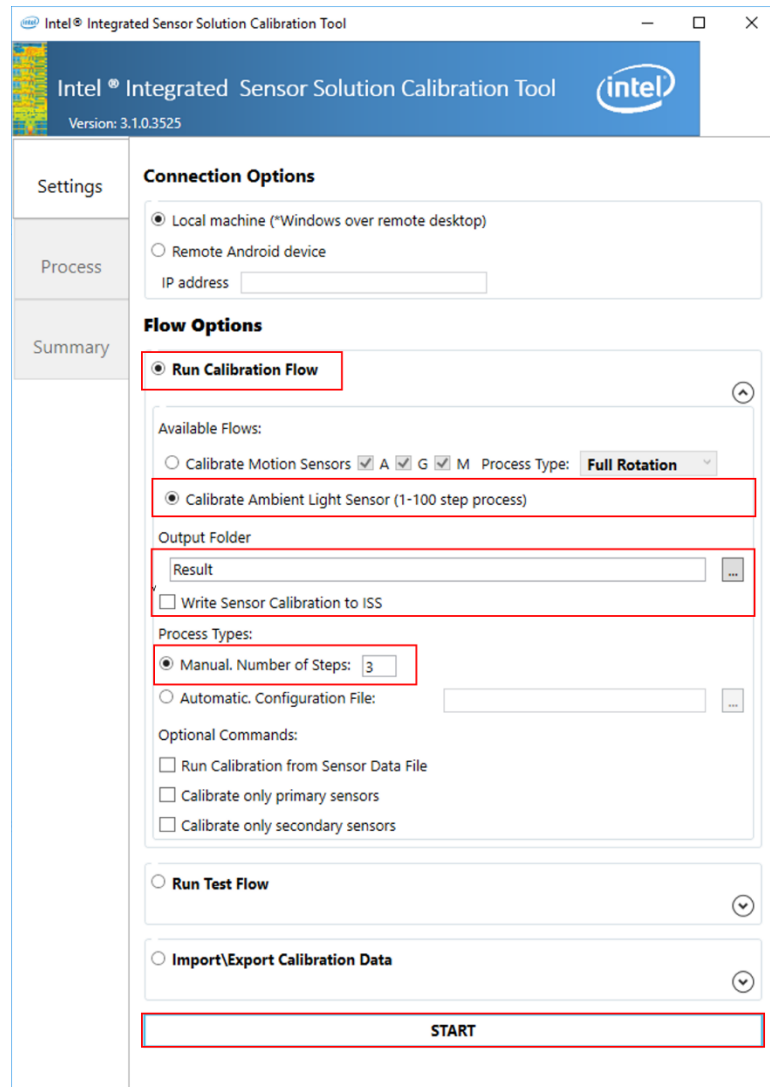 Intel® Integrated Sensor Solution Calibration Tool
Intel ® Integrated Sensor Solution Calibration Tool
intel
Version: 3.1.0.3525
Settings
Process
Summary
Connection Options
Local machine (*Windows over remote desktop)
Remote Android device
IP address
Flow Options
Run Calibration Flow
Available Flows:
Calibrate Motion Sensors A G M Process Type: Full Rotation
Calibrate Ambient Light Sensor (1-100 step process)
Output Folder
Result ...
Write Sensor Calibration to ISS
Process Types:
Manual. Number of Steps: 3
Automatic. Configuration File: ...
Optional Commands:
Run Calibration from Sensor Data File
Calibrate only primary sensors
Calibrate only secondary sensors
Run Test Flow
Import\Export Calibration Data
START